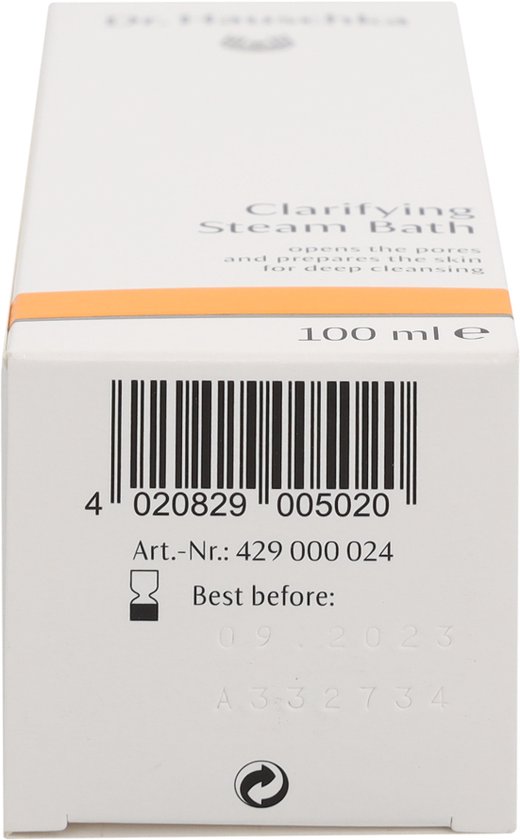 Dr. Hauschka
Clarifying
Steam Bath
opens the pores
and prepares the skin
for deep cleansing
100 ml e
4 020829 005020
Art.-Nr.: 429 000 024
Best before:
09.2023
A332734